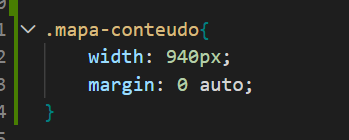 .mapa-conteudo{
width: 940px;
margin: 0 auto;
}